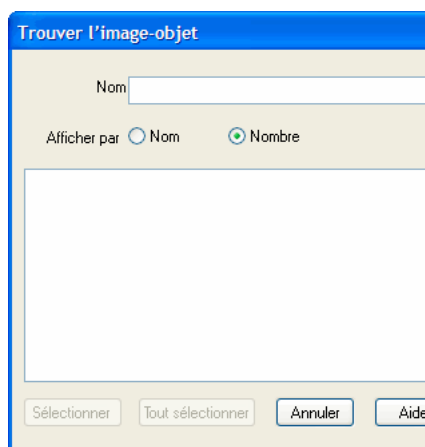 Trouver l'image-objet
Nom
Afficher par Nom Nombre
Sélectionner Tout sélectionner Annuler Aide